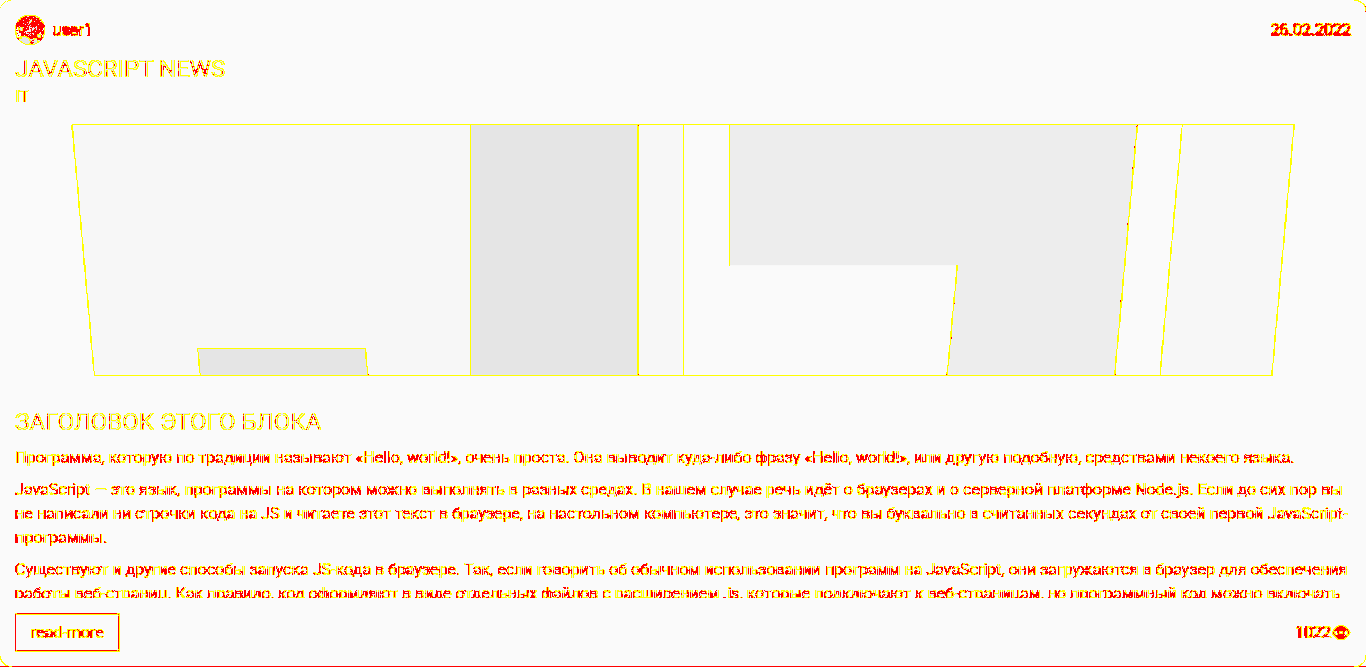 user1
26.02.2022
JAVASCRIPT NEWS
IT
ЗАГОЛОВОК ЭТОГО БЛОКА
Программа, которую по традиции называют «Hello, world!», очень проста. Она выводит куда-либо фразу «Hello, world!», или другую подобную, средствами некоего языка.
JavaScript – это язык, программы на котором можно выполнять в разных средах. В нашем случае речь идёт о браузерах и о серверной платформе Node.js. Если до сих пор вы
не написали ни строчки кода на JS и читаете этот текст в браузере, на настольном компьютере, это значит, что вы буквально в считанных секундах от своей первой JavaScript-
программы.
Существуют и другие способы запуска JS-кода в браузере. Так, если говорить об обычном использовании программ на JavaScript, они загружаются в браузер для обеспечения
работы веб-страниц. Как правило, код оформляют в виде отдельных файлов с расширением .js, которые подключают к веб-страницам, но программный код можно включать
read-more
1022